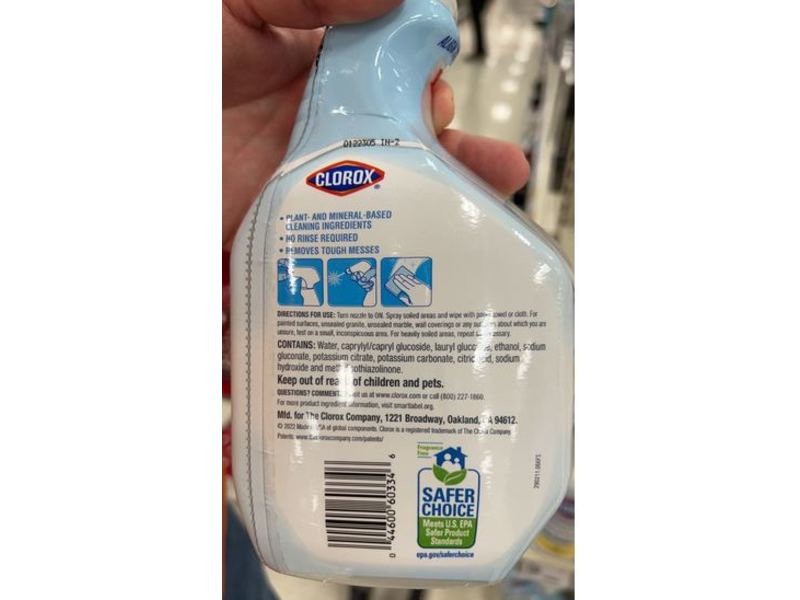 D122305 IN-2
CLOROX®
• PLANT- AND MINERAL-BASED
CLEANING INGREDIENTS
• NO RINSE REQUIRED
• REMOVES TOUGH MESSES
DIRECTIONS FOR USE: Turn nozzle to ON. Spray soiled areas and wipe with paper towel or cloth. For
painted surfaces, unsealed granite, unsealed marble, wall coverings or any surfaces about which you are
unsure, test on a small, inconspicuous area. For heavily soiled areas, repeat if necessary.
CONTAINS: Water, caprylyl/capryl glucoside, lauryl glucoside, ethanol, sodium
gluconate, potassium citrate, potassium carbonate, citric acid, sodium
hydroxide and
Keep out of reach of children and pets.
QUESTIONS? COMMENTS? Visit us at www.clorox.com or call (800) 227-1860.
For more product ingredient information, visit smartlabel.org.
Mfd. for The Clorox Company, 1221 Broadway, Oakland, CA 94612.
© 2022 Made in USA of global components. Clorox is a registered trademark of The Clorox Company.
Patents: www.thecloroxcompany.com/patents/
0 44600 60334 6
Fragrance
Free
SAFER
CHOICE
Meets U.S. EPA
Safer Product
Standards
epa.gov/saferchoice